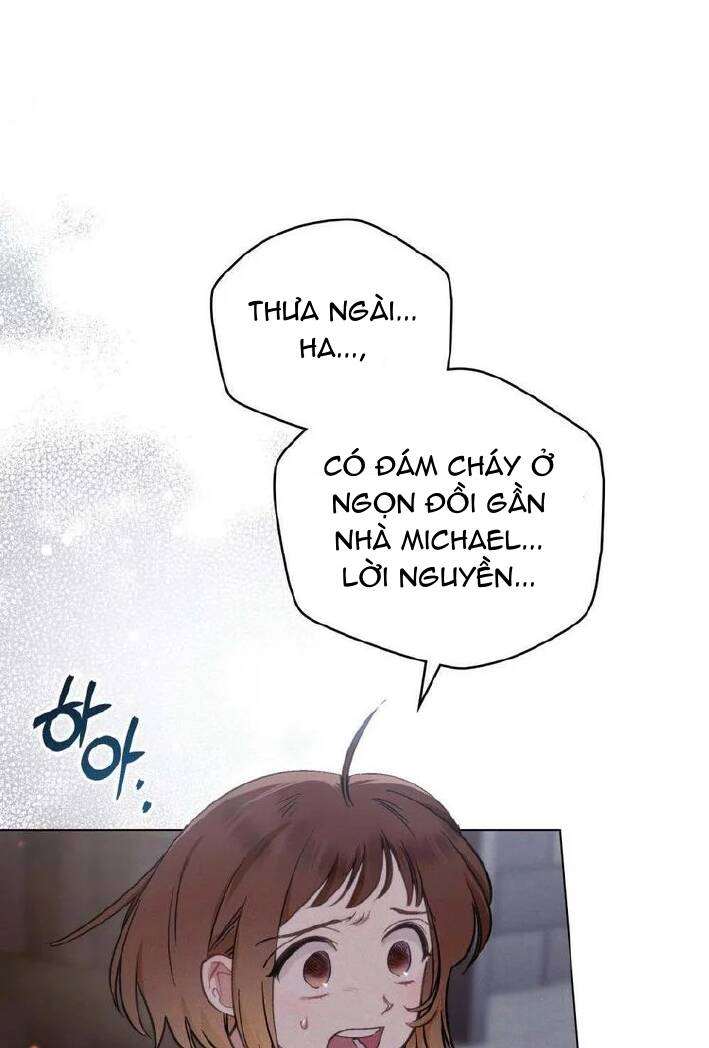 THƯA NGÀI...
HA...,
CÓ ĐÁM CHÁY Ở
NGỌN ĐỒI GẦN
NHÀ MICHAEL...
LỜI NGUYỀN...
하아..